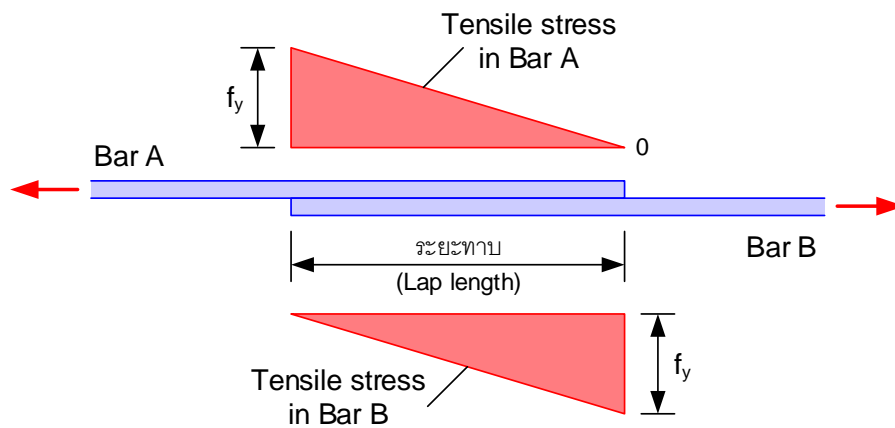 Tensile stress
in Bar A
fy
0
Bar A
ระยะทาบ
(Lap length)
Bar B
fy
Tensile stress
in Bar B